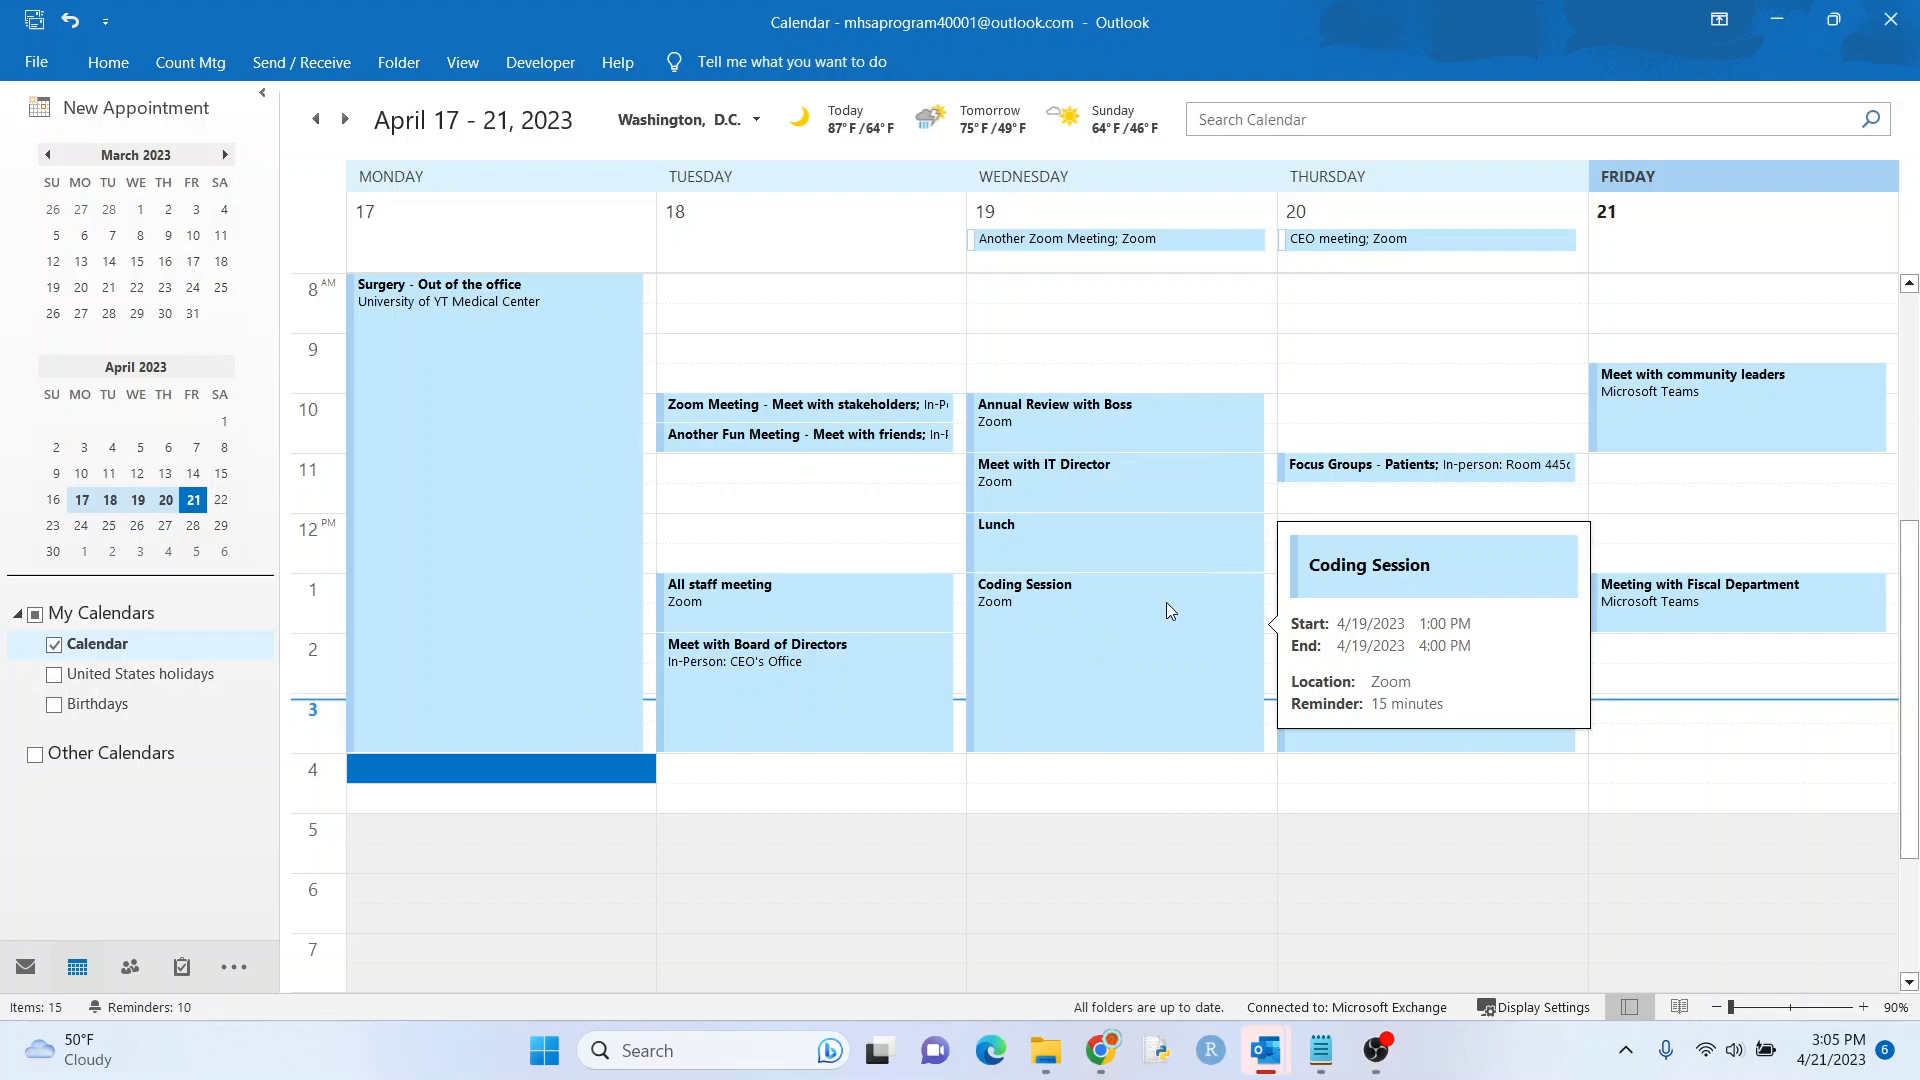 Calendar - mhsaprogram40001@outlook.com - Outlook
File Home Count Mtg Send / Receive Folder View Developer Help Tell me what you want to do
New Appointment
March 2023
SU MO TU WE TH FR SA
26 27 28 1 2 3 4
5 6 7 8 9 10 11
12 13 14 15 16 17 18
19 20 21 22 23 24 25
26 27 28 29 30 31
April 2023
SU MO TU WE TH FR SA
1
2 3 4 5 6 7 8
9 10 11 12 13 14 15
16 17 18 19 20 21 22
23 24 25 26 27 28 29
30 1 2 3 4 5 6
My Calendars
Calendar
United States holidays
Birthdays
Other Calendars
April 17 - 21, 2023
Washington, D.C.
Today
87°F/64°F
Tomorrow
75°F/49°F
Sunday
64°F/46°F
Search Calendar
MONDAY TUESDAY WEDNESDAY THURSDAY FRIDAY
17 18 19 20 21
Another Zoom Meeting; Zoom
CEO meeting; Zoom
8 AM
9
10
11
12 PM
1
2
3
4
5
6
7
Surgery - Out of the office
University of YT Medical Center
Zoom Meeting - Meet with stakeholders; In-P
Another Fun Meeting - Meet with friends; In-
All staff meeting
Zoom
Meet with Board of Directors
In-Person: CEO's Office
Annual Review with Boss
Zoom
Meet with IT Director
Zoom
Lunch
Coding Session
Zoom
Focus Groups - Patients; In-person: Room 445
Coding Session
Start: 4/19/2023 1:00 PM
End: 4/19/2023 4:00 PM
Location: Zoom
Reminder: 15 minutes
Meet with community leaders
Microsoft Teams
Meeting with Fiscal Department
Microsoft Teams
Items: 15 Reminders: 10
All folders are up to date. Connected to: Microsoft Exchange Display Settings 90%
50°F
Cloudy
Search
R
3:05 PM
4/21/2023
6